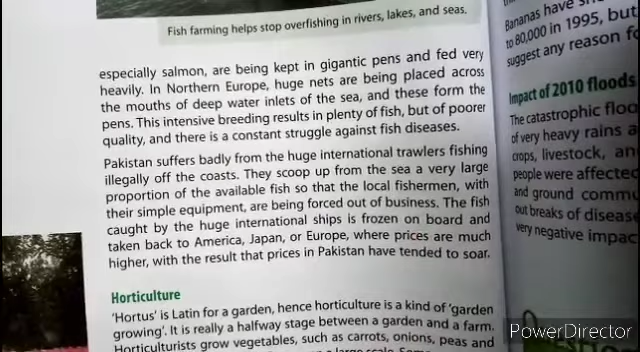 Fish farming helps stop overfishing in rivers, lakes, and seas.
especially salmon, are being kept in gigantic pens and fed very
heavily. In Northern Europe, huge nets are being placed across
the mouths of deep water inlets of the sea, and these form the
pens. This intensive breeding results in plenty of fish, but of poorer
quality, and there is a constant struggle against fish diseases.
Pakistan suffers badly from the huge international trawlers fishing
illegally off the coasts. They scoop up from the sea a very large
proportion of the available fish so that the local fishermen, with
their simple equipment, are being forced out of business. The fish
caught by the huge international ships is frozen on board and
taken back to America, Japan, or Europe, where prices are much
higher, with the result that prices in Pakistan have tended to soar.
Horticulture
'Hortus' is Latin for a garden, hence horticulture is a kind of 'garden
growing'. It is really a halfway stage between a garden and a farm.
Horticulturists grow vegetables, such as carrots, onions, peas and
Bananas have
to 80,000 in 1995, but
suggest any reason
Impact of 2010 floods
The catastrophic
of very heavy rains
crops, livestock,
people were affected
and ground
out breaks of
very negative
PowerDirector